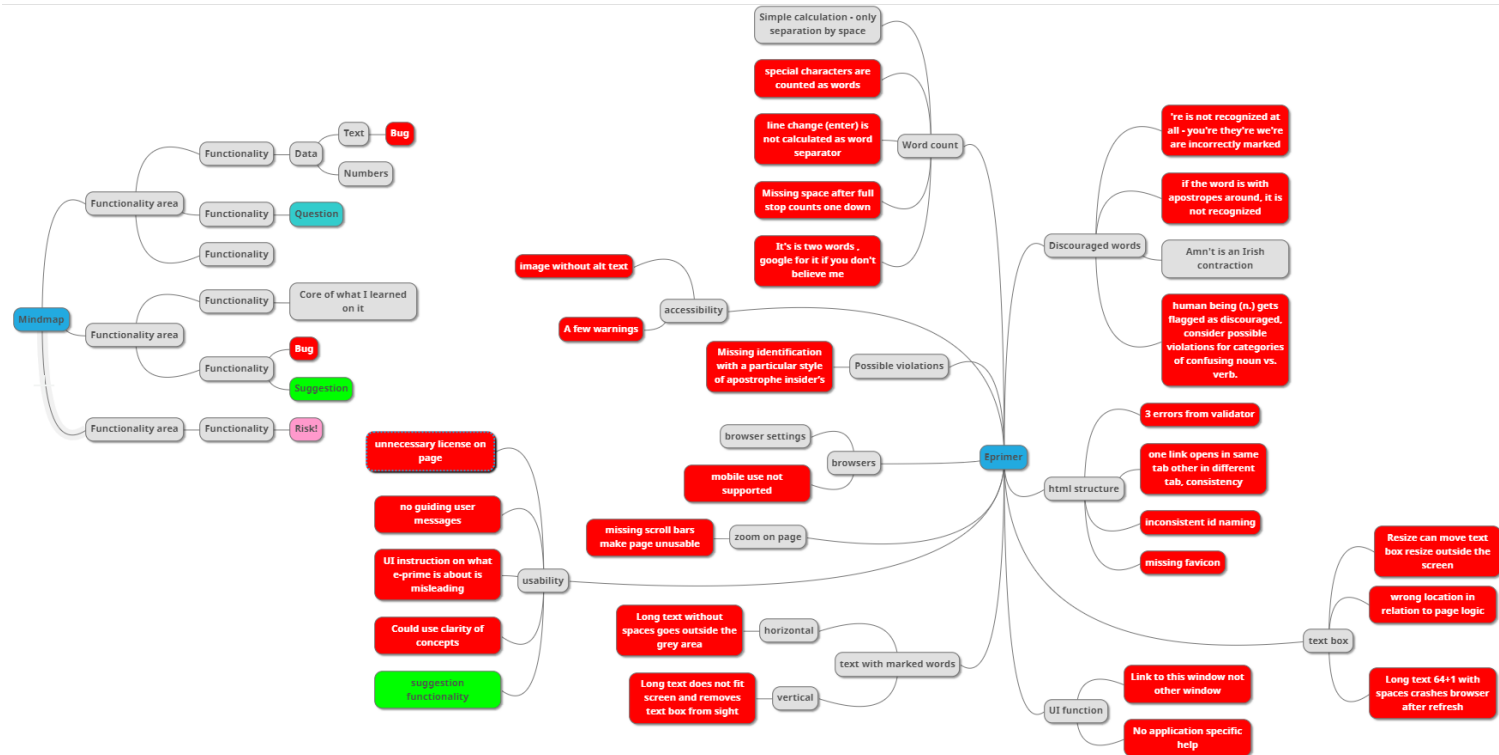 Mindmap
Functionality area
Functionality
Data
Text
Bug
Numbers
Functionality
Question
Functionality
Functionality area
Functionality
Core of what I learned
on it
Functionality
Bug
Suggestion
Functionality area
Functionality
Risk!
Eprimer
Word count
Simple calculation - only
separation by space
special characters are
counted as words
line change (enter) is
not calculated as word
separator
Missing space after full
stop counts one down
It's is two words ,
google for it if you don't
believe me
accessibility
image without alt text
A few warnings
Possible violations
Missing identification
with a particular style
of apostrophe insider's
browsers
browser settings
mobile use not
supported
zoom on page
missing scroll bars
make page unusable
usability
unnecessary license on
page
no guiding user
messages
UI instruction on what
e-prime is about is
misleading
Could use clarity of
concepts
suggestion
functionality
text with marked words
horizontal
Long text without
spaces goes outside the
grey area
vertical
Long text does not fit
screen and removes
text box from sight
Discouraged words
're is not recognized at
all - you're they're we're
are incorrectly marked
if the word is with
apostropes around, it is
not recognized
Amn't is an Irish
contraction
human being (n.) gets
flagged as discouraged,
consider possible
violations for categories
of confusing noun vs.
verb.
html structure
3 errors from validator
one link opens in same
tab other in different
tab, consistency
inconsistent id naming
missing favicon
text box
Resize can move text
box resize outside the
screen
wrong location in
relation to page logic
Long text 64+1 with
spaces crashes browser
after refresh
UI function
Link to this window not
other window
No application specific
help